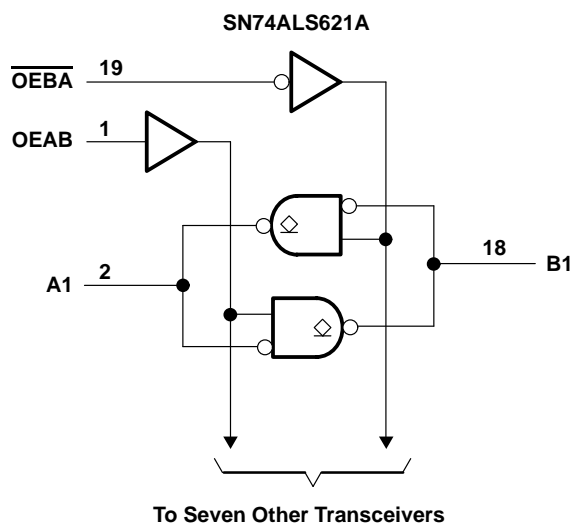 SN74ALS621A
OEBA 19
OEAB 1
A1 2
18 B1
To Seven Other Transceivers